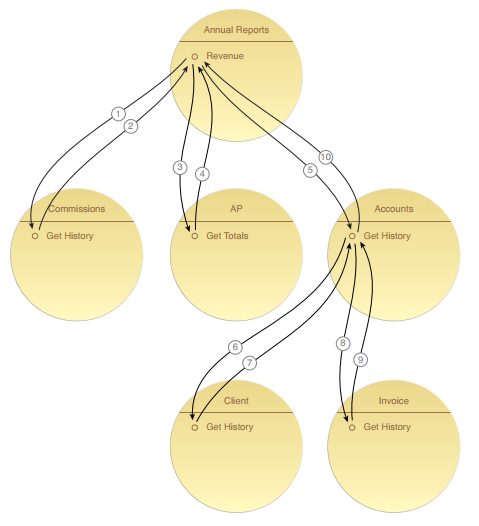 Annual Reports
Revenue
1
2
3
4
5
10
Commissions
Get History
AP
Get Totals
Accounts
Get History
6
7
8
9
Client
Get History
Invoice
Get History